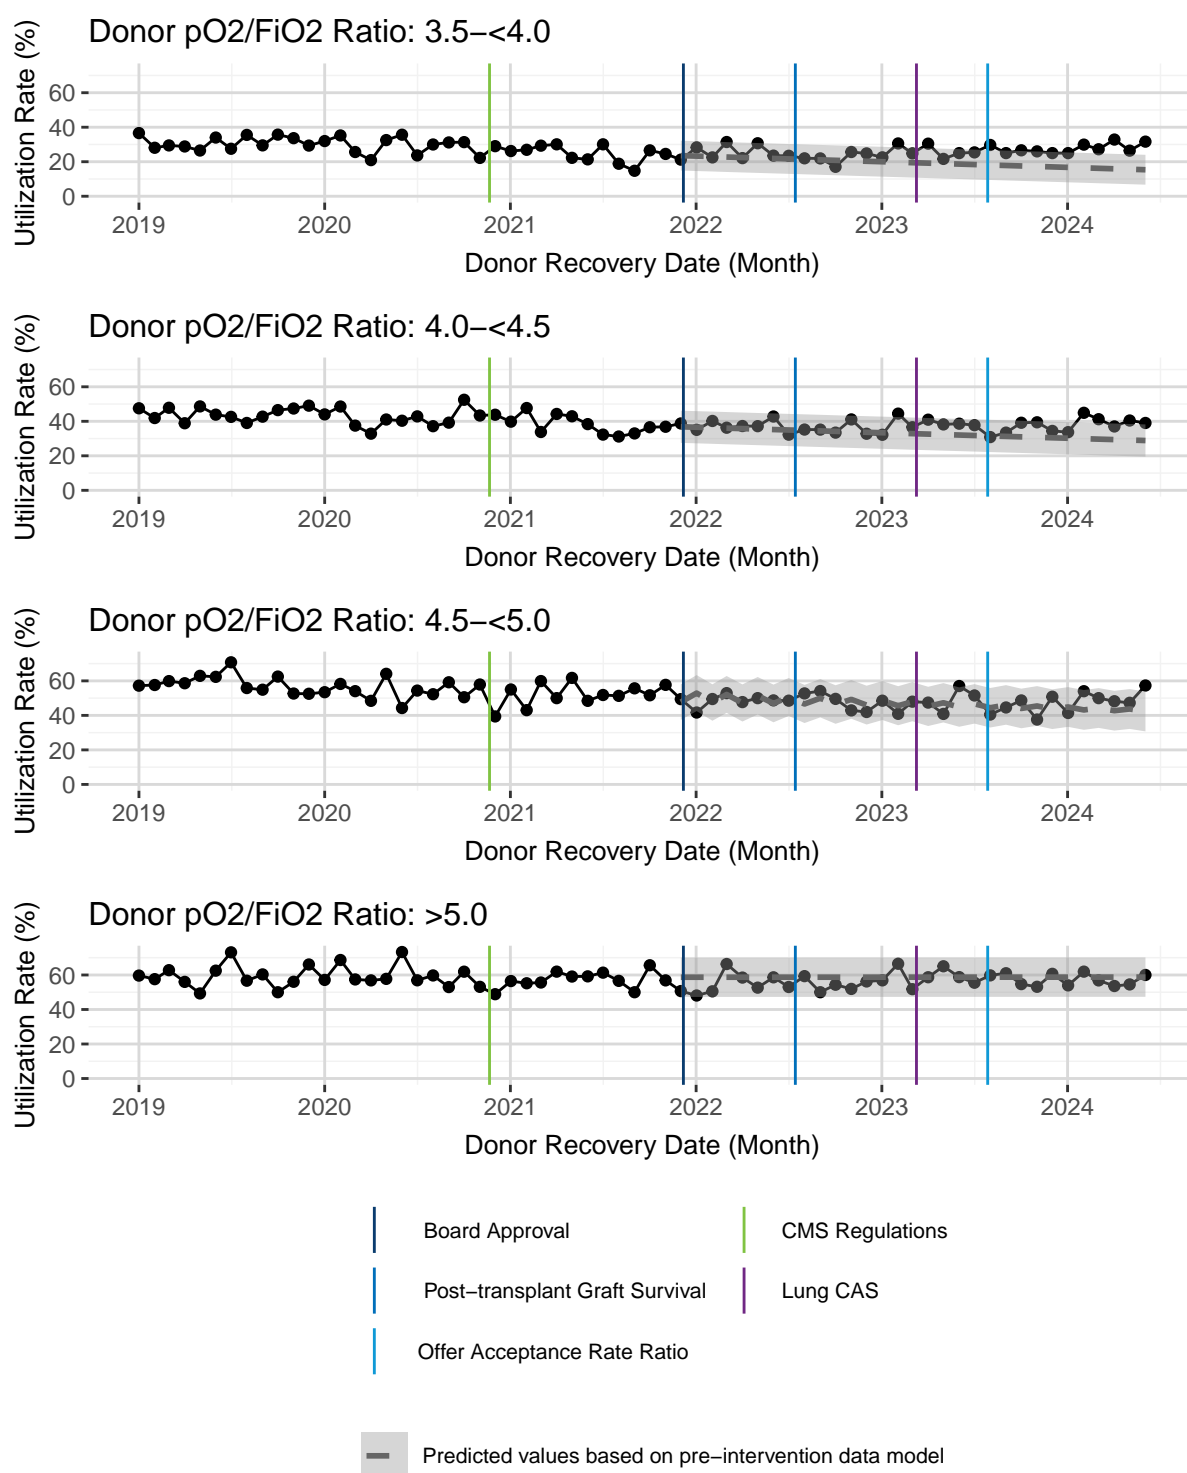 Donor pO2/FiO2 Ratio: 3.5−<4.0
Utilization Rate (%)
60
40
20
0
2019 2020 2021 2022 2023 2024
Donor Recovery Date (Month)
Donor pO2/FiO2 Ratio: 4.0−<4.5
Utilization Rate (%)
60
40
20
0
2019 2020 2021 2022 2023 2024
Donor Recovery Date (Month)
Donor pO2/FiO2 Ratio: 4.5−<5.0
Utilization Rate (%)
60
40
20
0
2019 2020 2021 2022 2023 2024
Donor Recovery Date (Month)
Donor pO2/FiO2 Ratio: >5.0
Utilization Rate (%)
60
40
20
0
2019 2020 2021 2022 2023 2024
Donor Recovery Date (Month)
Board Approval CMS Regulations
Post−transplant Graft Survival Lung CAS
Offer Acceptance Rate Ratio
Predicted values based on pre−intervention data model